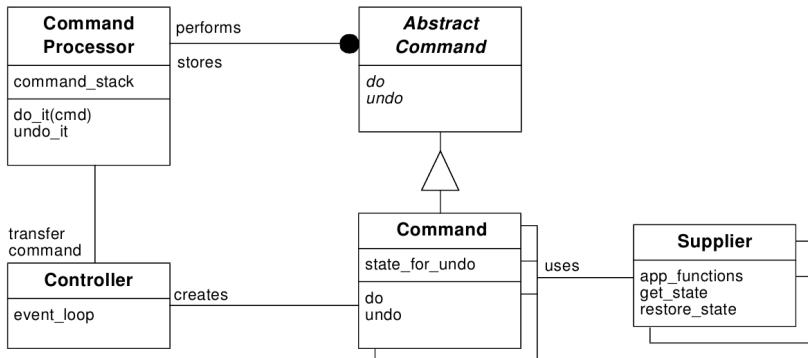 Command
Processor
command_stack
do_it(cmd)
undo_it
performs
stores
Abstract
Command
do
undo
transfer
command
Controller
event_loop
creates
Command
state_for_undo
do
undo
uses
Supplier
app_functions
get_state
restore_state